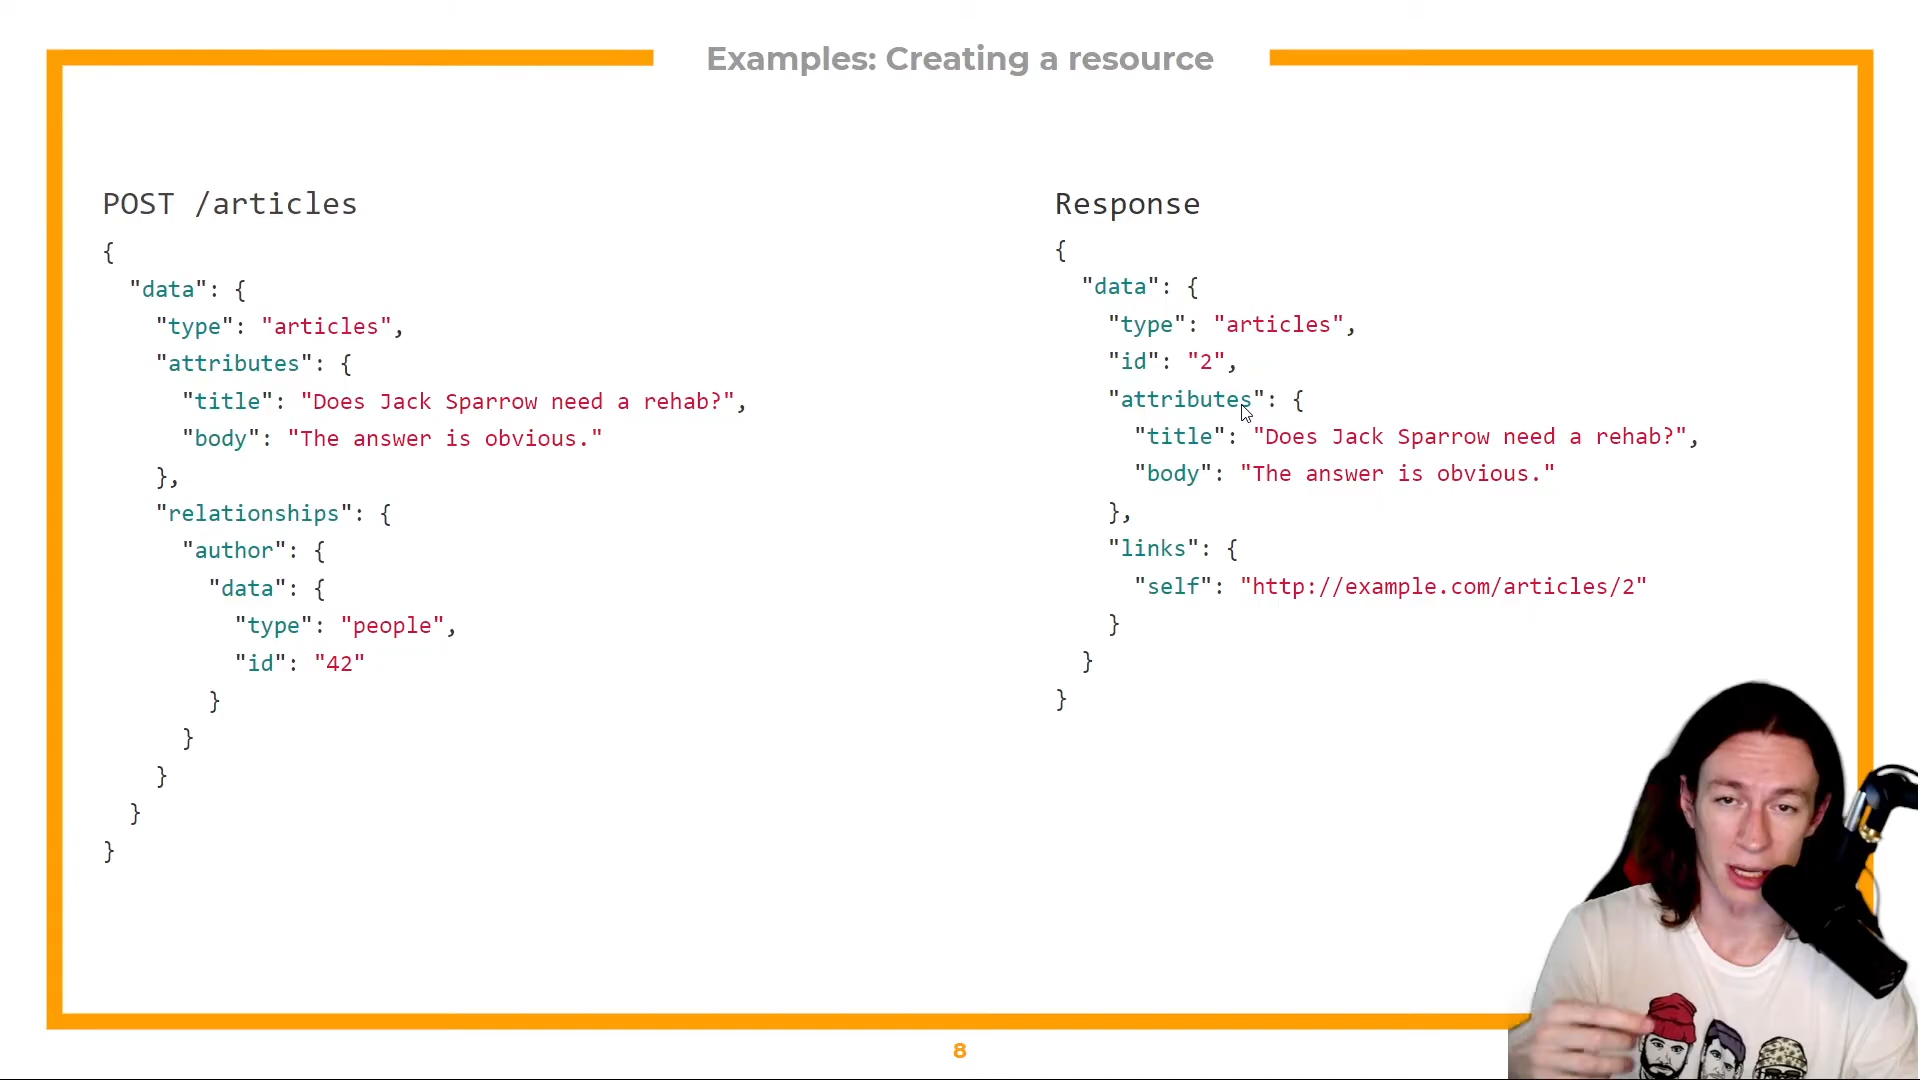 Examples: Creating a resource
POST /articles
{
  "data": {
    "type": "articles",
    "attributes": {
      "title": "Does Jack Sparrow need a rehab?",
      "body": "The answer is obvious."
    },
    "relationships": {
      "author": {
        "data": {
          "type": "people",
          "id": "42"
        }
      }
    }
  }
}
Response
{
  "data": {
    "type": "articles",
    "id": "2",
    "attributes": {
      "title": "Does Jack Sparrow need a rehab?",
      "body": "The answer is obvious."
    },
    "links": {
      "self": "http://example.com/articles/2"
    }
  }
}
8